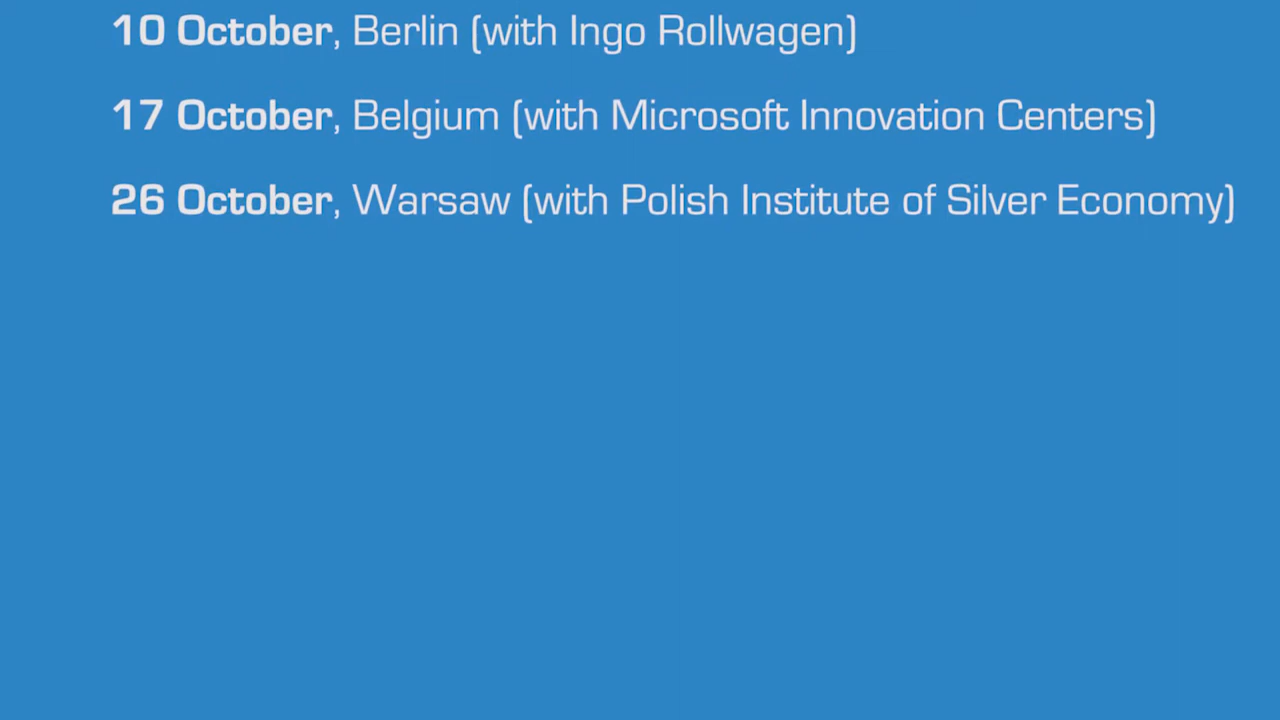 10 October, Berlin (with Ingo Rollwagen)
17 October, Belgium (with Microsoft Innovation Centers)
26 October, Warsaw (with Polish Institute of Silver Economy)